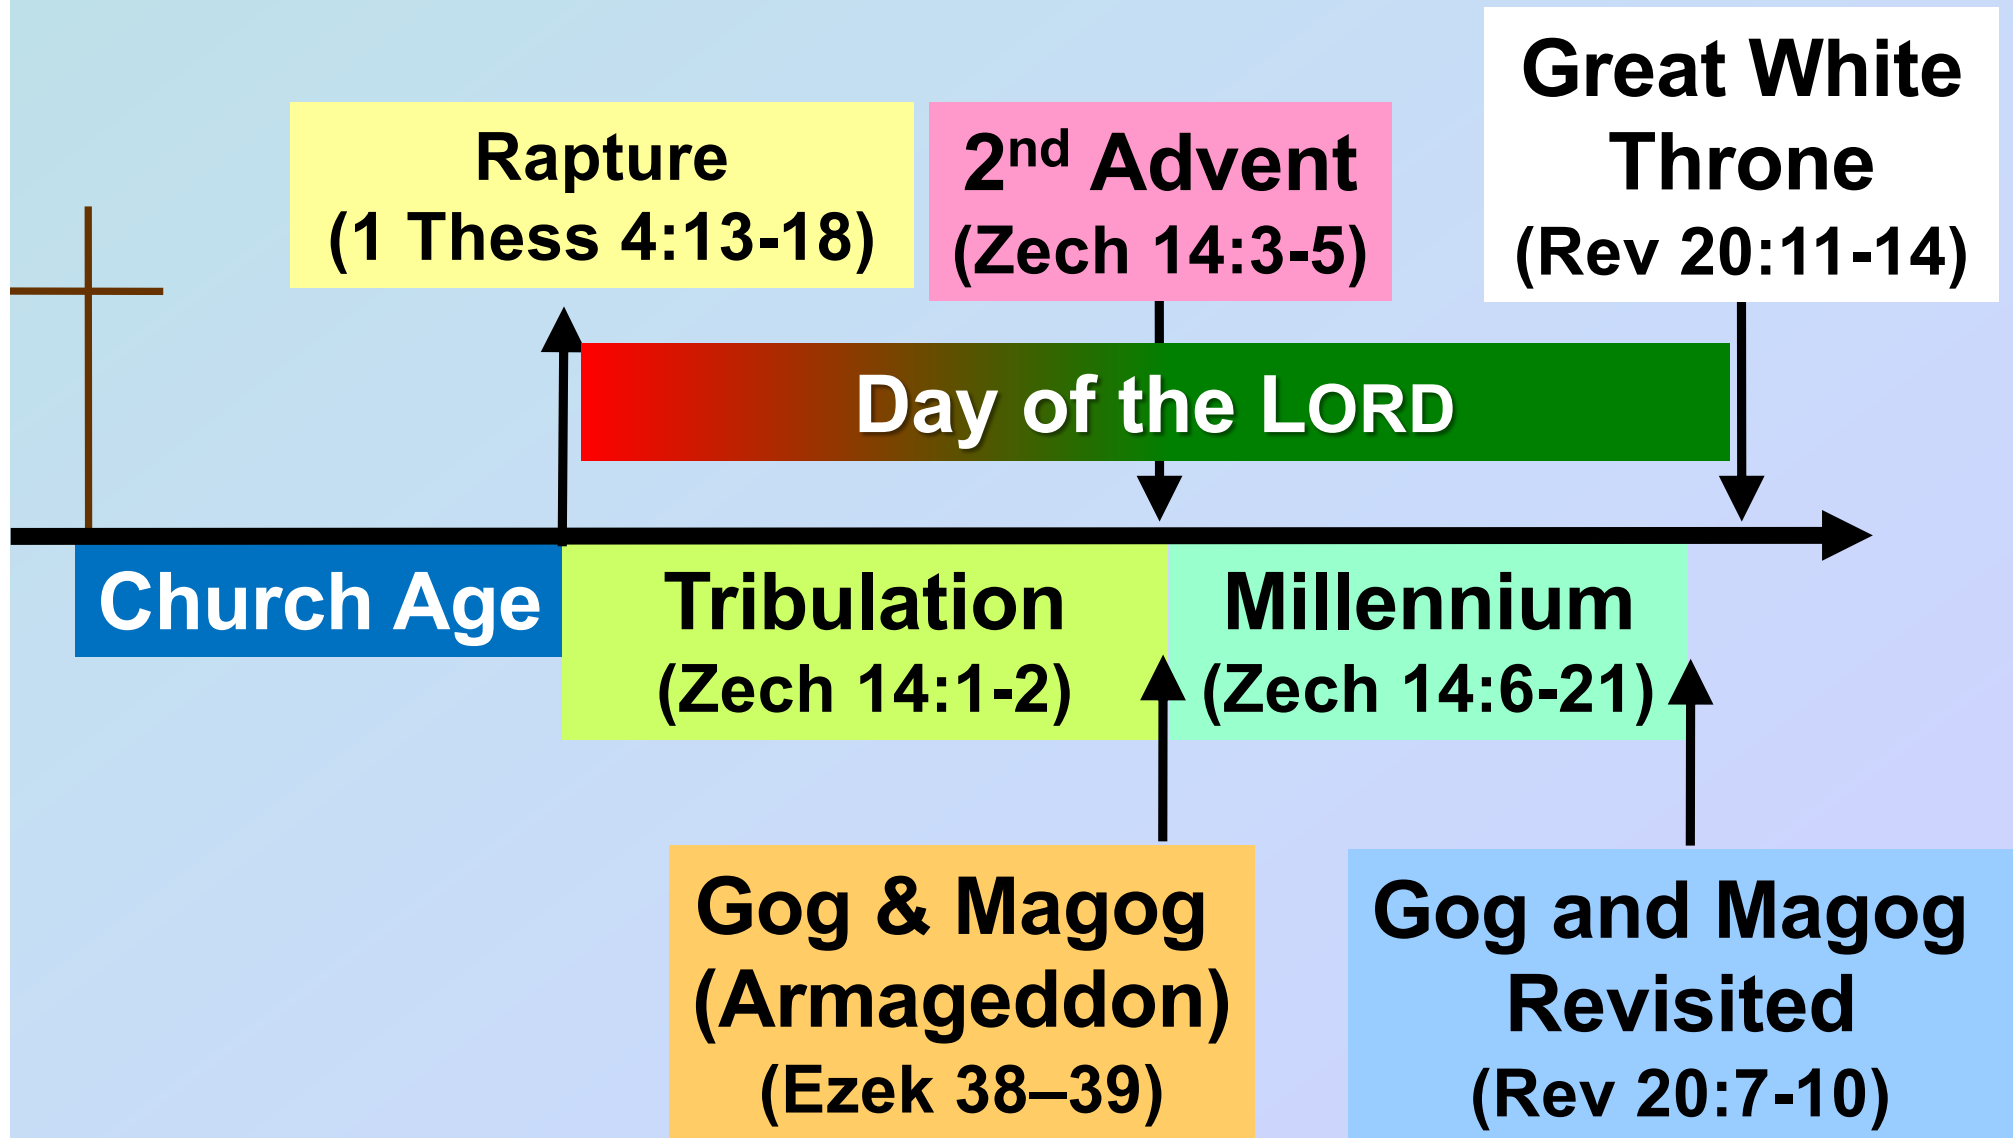 Great White
Throne
(Rev 20:11-14)
Rapture
(1 Thess 4:13-18)
2nd Advent
(Zech 14:3-5)
Day of the LORD
Church Age
Tribulation
(Zech 14:1-2)
Millennium
(Zech 14:6-21)
Gog & Magog
(Armageddon)
(Ezek 38–39)
Gog and Magog
Revisited
(Rev 20:7-10)